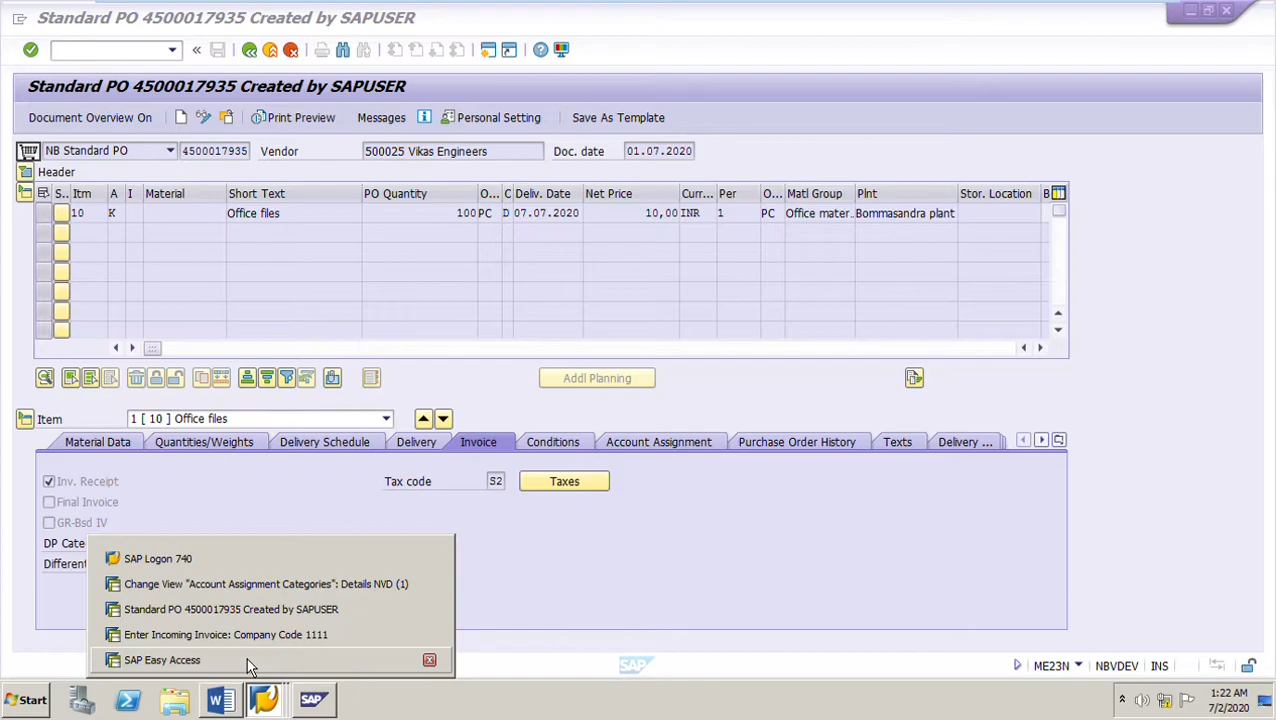 Standard PO 4500017935 Created by SAPUSER
Standard PO 4500017935 Created by SAPUSER
Document Overview On Print Preview Messages Personal Setting Save As Template
NB Standard PO 4500017935 Vendor 500025 Vikas Engineers Doc. date 01.07.2020
Header
S... Itm A I Material Short Text PO Quantity O... C Deliv. Date Net Price Curr... Per O... Matl Group Plnt Stor. Location B
10 K Office files 100 PC D 07.07.2020 10,00 INR 1 PC Office mater.. Bommasandra plant
Addl Planning
Item 1 [ 10 ] Office files
Material Data Quantities/Weights Delivery Schedule Delivery Invoice Conditions Account Assignment Purchase Order History Texts Delivery ...
Inv. Receipt Tax code S2 Taxes
Final Invoice
GR-Bsd IV
DP Cate
Different
SAP Logon 740
Change View "Account Assignment Categories": Details NVD (1)
Standard PO 4500017935 Created by SAPUSER
Enter Incoming Invoice: Company Code 1111
SAP Easy Access
SAP ME23N NBVDEV INS
Start W SAP 1:22 AM
7/2/2020